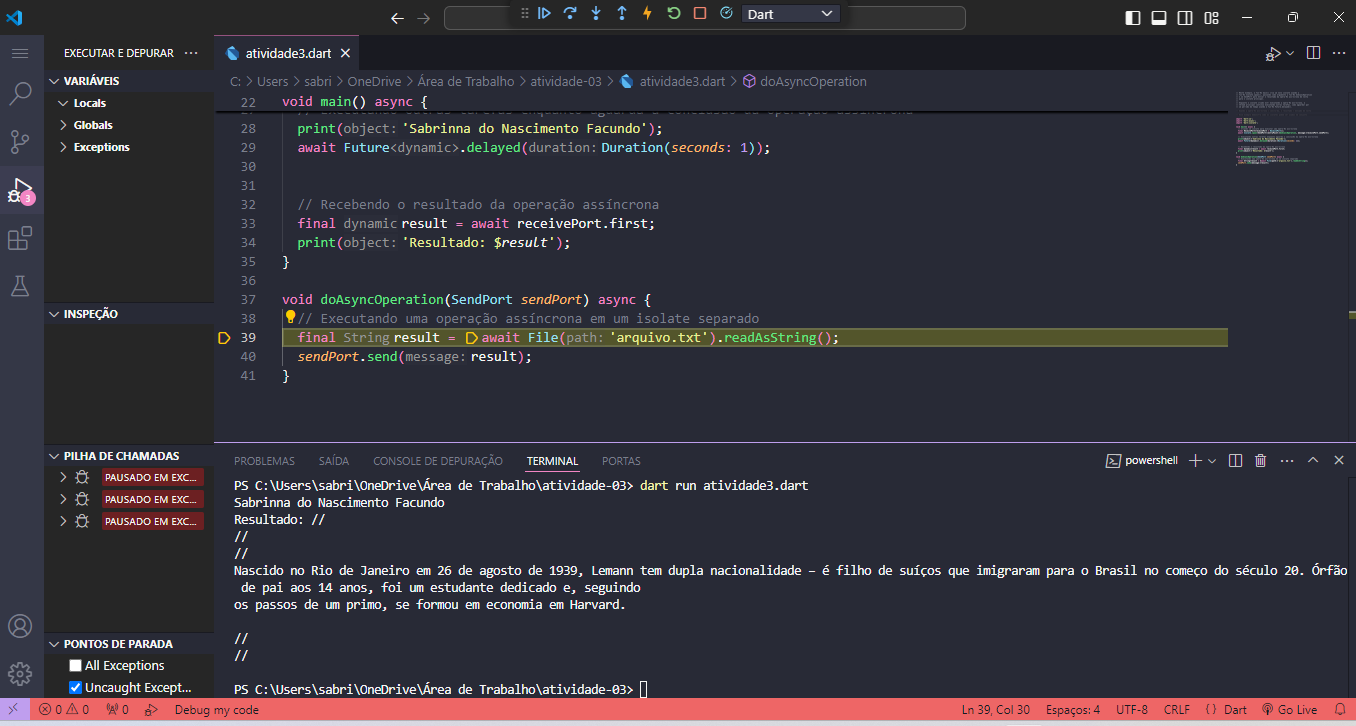 Dart
EXECUTAR E DEPURAR ···
atividade3.dart
C: > Users > sabri > OneDrive > Área de Trabalho > atividade-03 > atividade3.dart > doAsyncOperation
VARIÁVEIS
Locals
Globals
Exceptions
INSPEÇÃO
PILHA DE CHAMADAS
PAUSADO EM EXC...
PAUSADO EM EXC...
PAUSADO EM EXC...
PONTOS DE PARADA
All Exceptions
Uncaught Except...
3
22 void main() async {
28 print(object: 'Sabrinna do Nascimento Facundo');
29 await Future<dynamic>.delayed(duration: Duration(seconds: 1));
30
31
32 // Recebendo o resultado da operação assíncrona
33 final dynamic result = await receivePort.first;
34 print(object: 'Resultado: $result');
35 }
36
37 void doAsyncOperation(SendPort sendPort) async {
38 // Executando uma operação assíncrona em um isolate separado
39 final String result = await File(path: 'arquivo.txt').readAsString();
40 sendPort.send(message: result);
41 }
PROBLEMAS SAÍDA CONSOLE DE DEPURAÇÃO TERMINAL PORTAS
powershell
PS C:\Users\sabri\OneDrive\Área de Trabalho\atividade-03> dart run atividade3.dart
Sabrinna do Nascimento Facundo
Resultado: //
//
//
Nascido no Rio de Janeiro em 26 de agosto de 1939, Lemann tem dupla nacionalidade – é filho de suíços que imigraram para o Brasil no começo do século 20. Órfão
de pai aos 14 anos, foi um estudante dedicado e, seguindo
os passos de um primo, se formou em economia em Harvard.
//
//
PS C:\Users\sabri\OneDrive\Área de Trabalho\atividade-03>
0 0 0 Debug my code Ln 39, Col 30 Espaços: 4 UTF-8 CRLF {} Dart Go Live